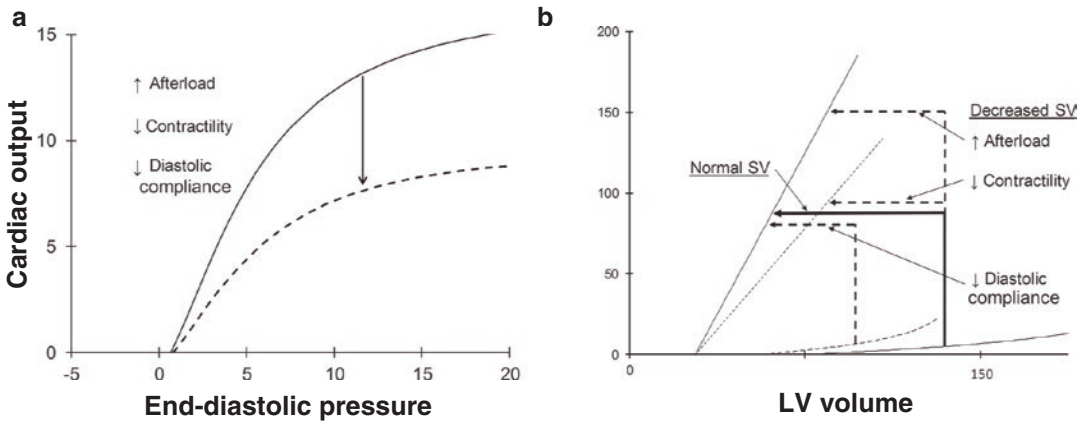 a
15
10
5
0
-5
0
5
10
15
20
Cardiac output
End-diastolic pressure
↑ Afterload
↓ Contractility
↓ Diastolic
compliance
b
200
150
100
50
0
0
150
LV volume
Normal SV
Decreased SV
↑ Afterload
↓ Contractility
↓ Diastolic
compliance